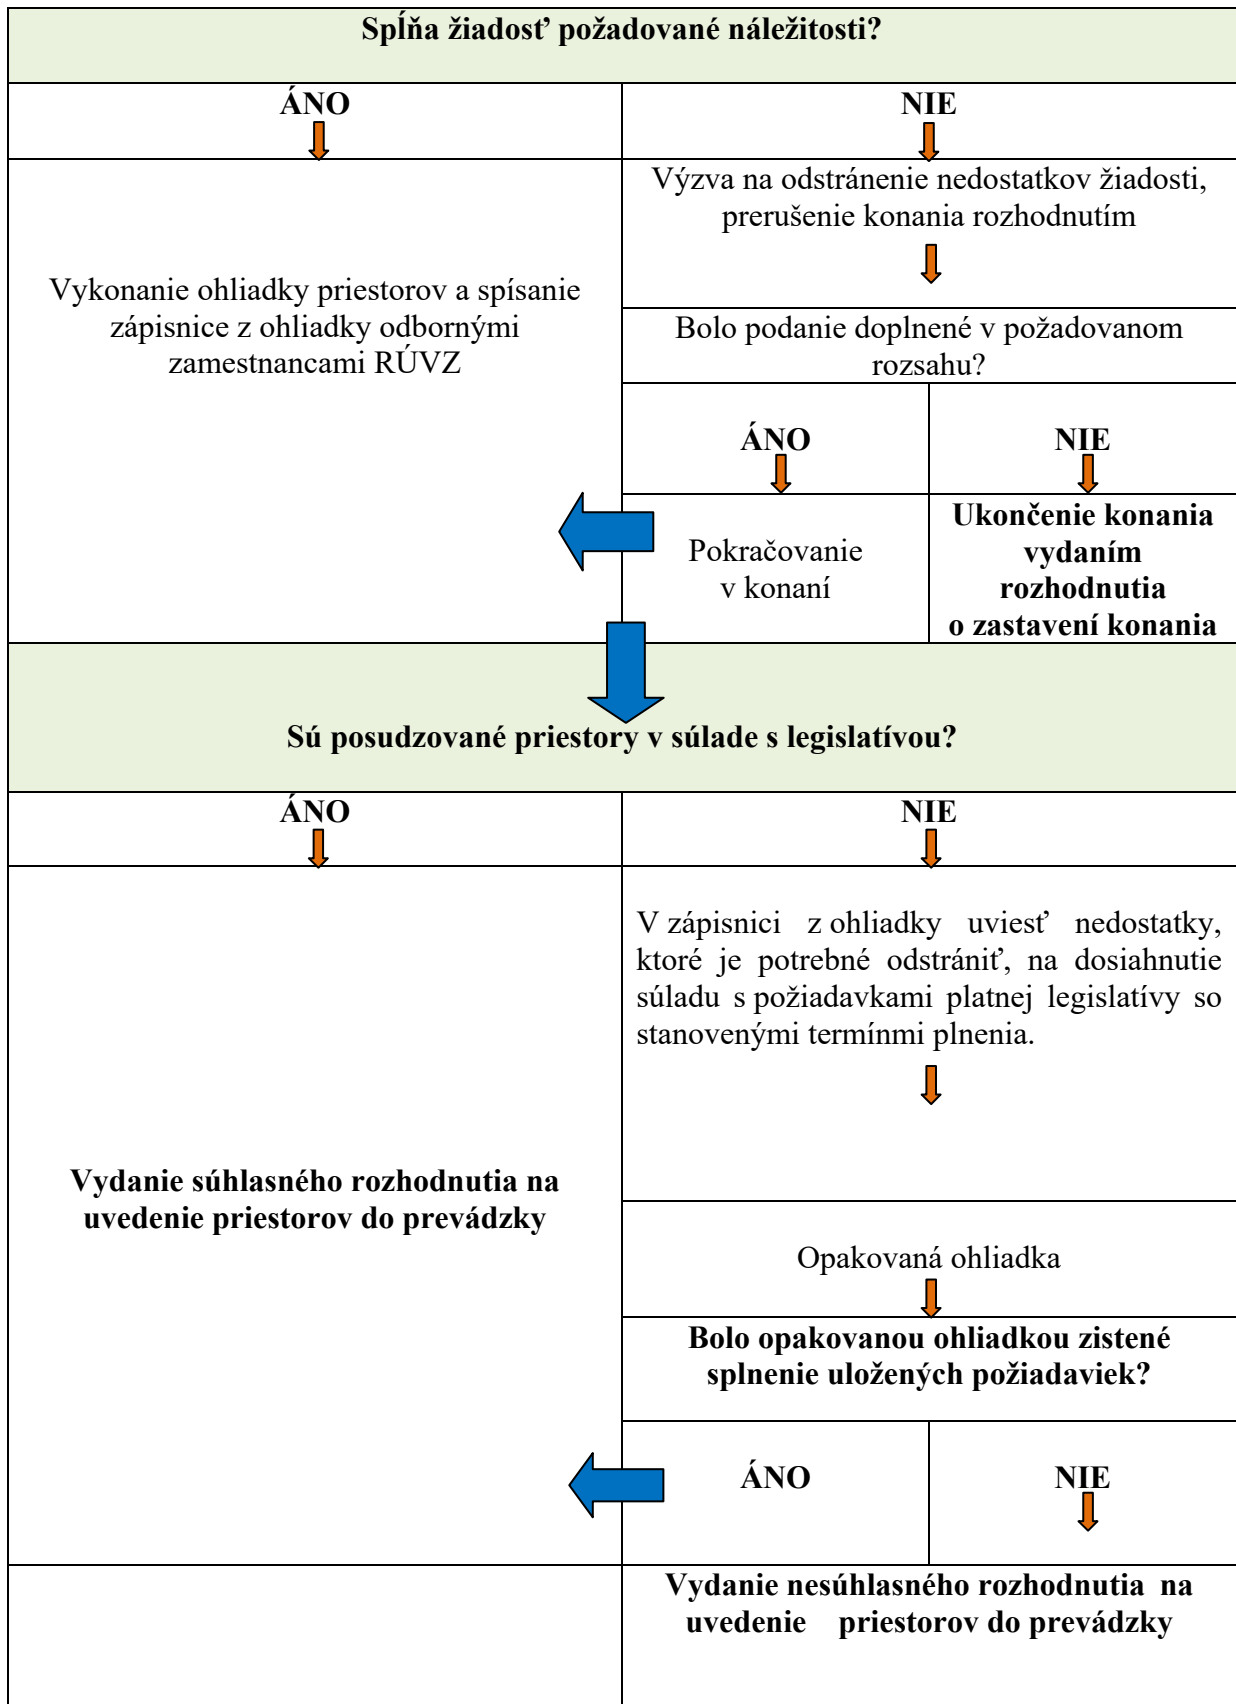 Spĺňa žiadosť požadované náležitosti?
ÁNO
NIE
Vykonanie ohliadky priestorov a spísanie
zápisnice z ohliadky odbornými
zamestnancami RÚVZ
Výzva na odstránenie nedostatkov žiadosti,
prerušenie konania rozhodnutím
Bolo podanie doplnené v požadovanom
rozsahu?
ÁNO
NIE
Pokračovanie
v konaní
Ukončenie konania
vydaním
rozhodnutia
o zastavení konania
Sú posudzované priestory v súlade s legislatívou?
ÁNO
NIE
Vydanie súhlasného rozhodnutia na
uvedenie priestorov do prevádzky
V zápisnici z ohliadky uviesť nedostatky,
ktoré je potrebné odstrániť, na dosiahnutie
súladu s požiadavkami platnej legislatívy so
stanovenými termínmi plnenia.
Opakovaná ohliadka
Bolo opakovanou ohliadkou zistené
splnenie uložených požiadaviek?
ÁNO
NIE
Vydanie nesúhlasného rozhodnutia na
uvedenie priestorov do prevádzky